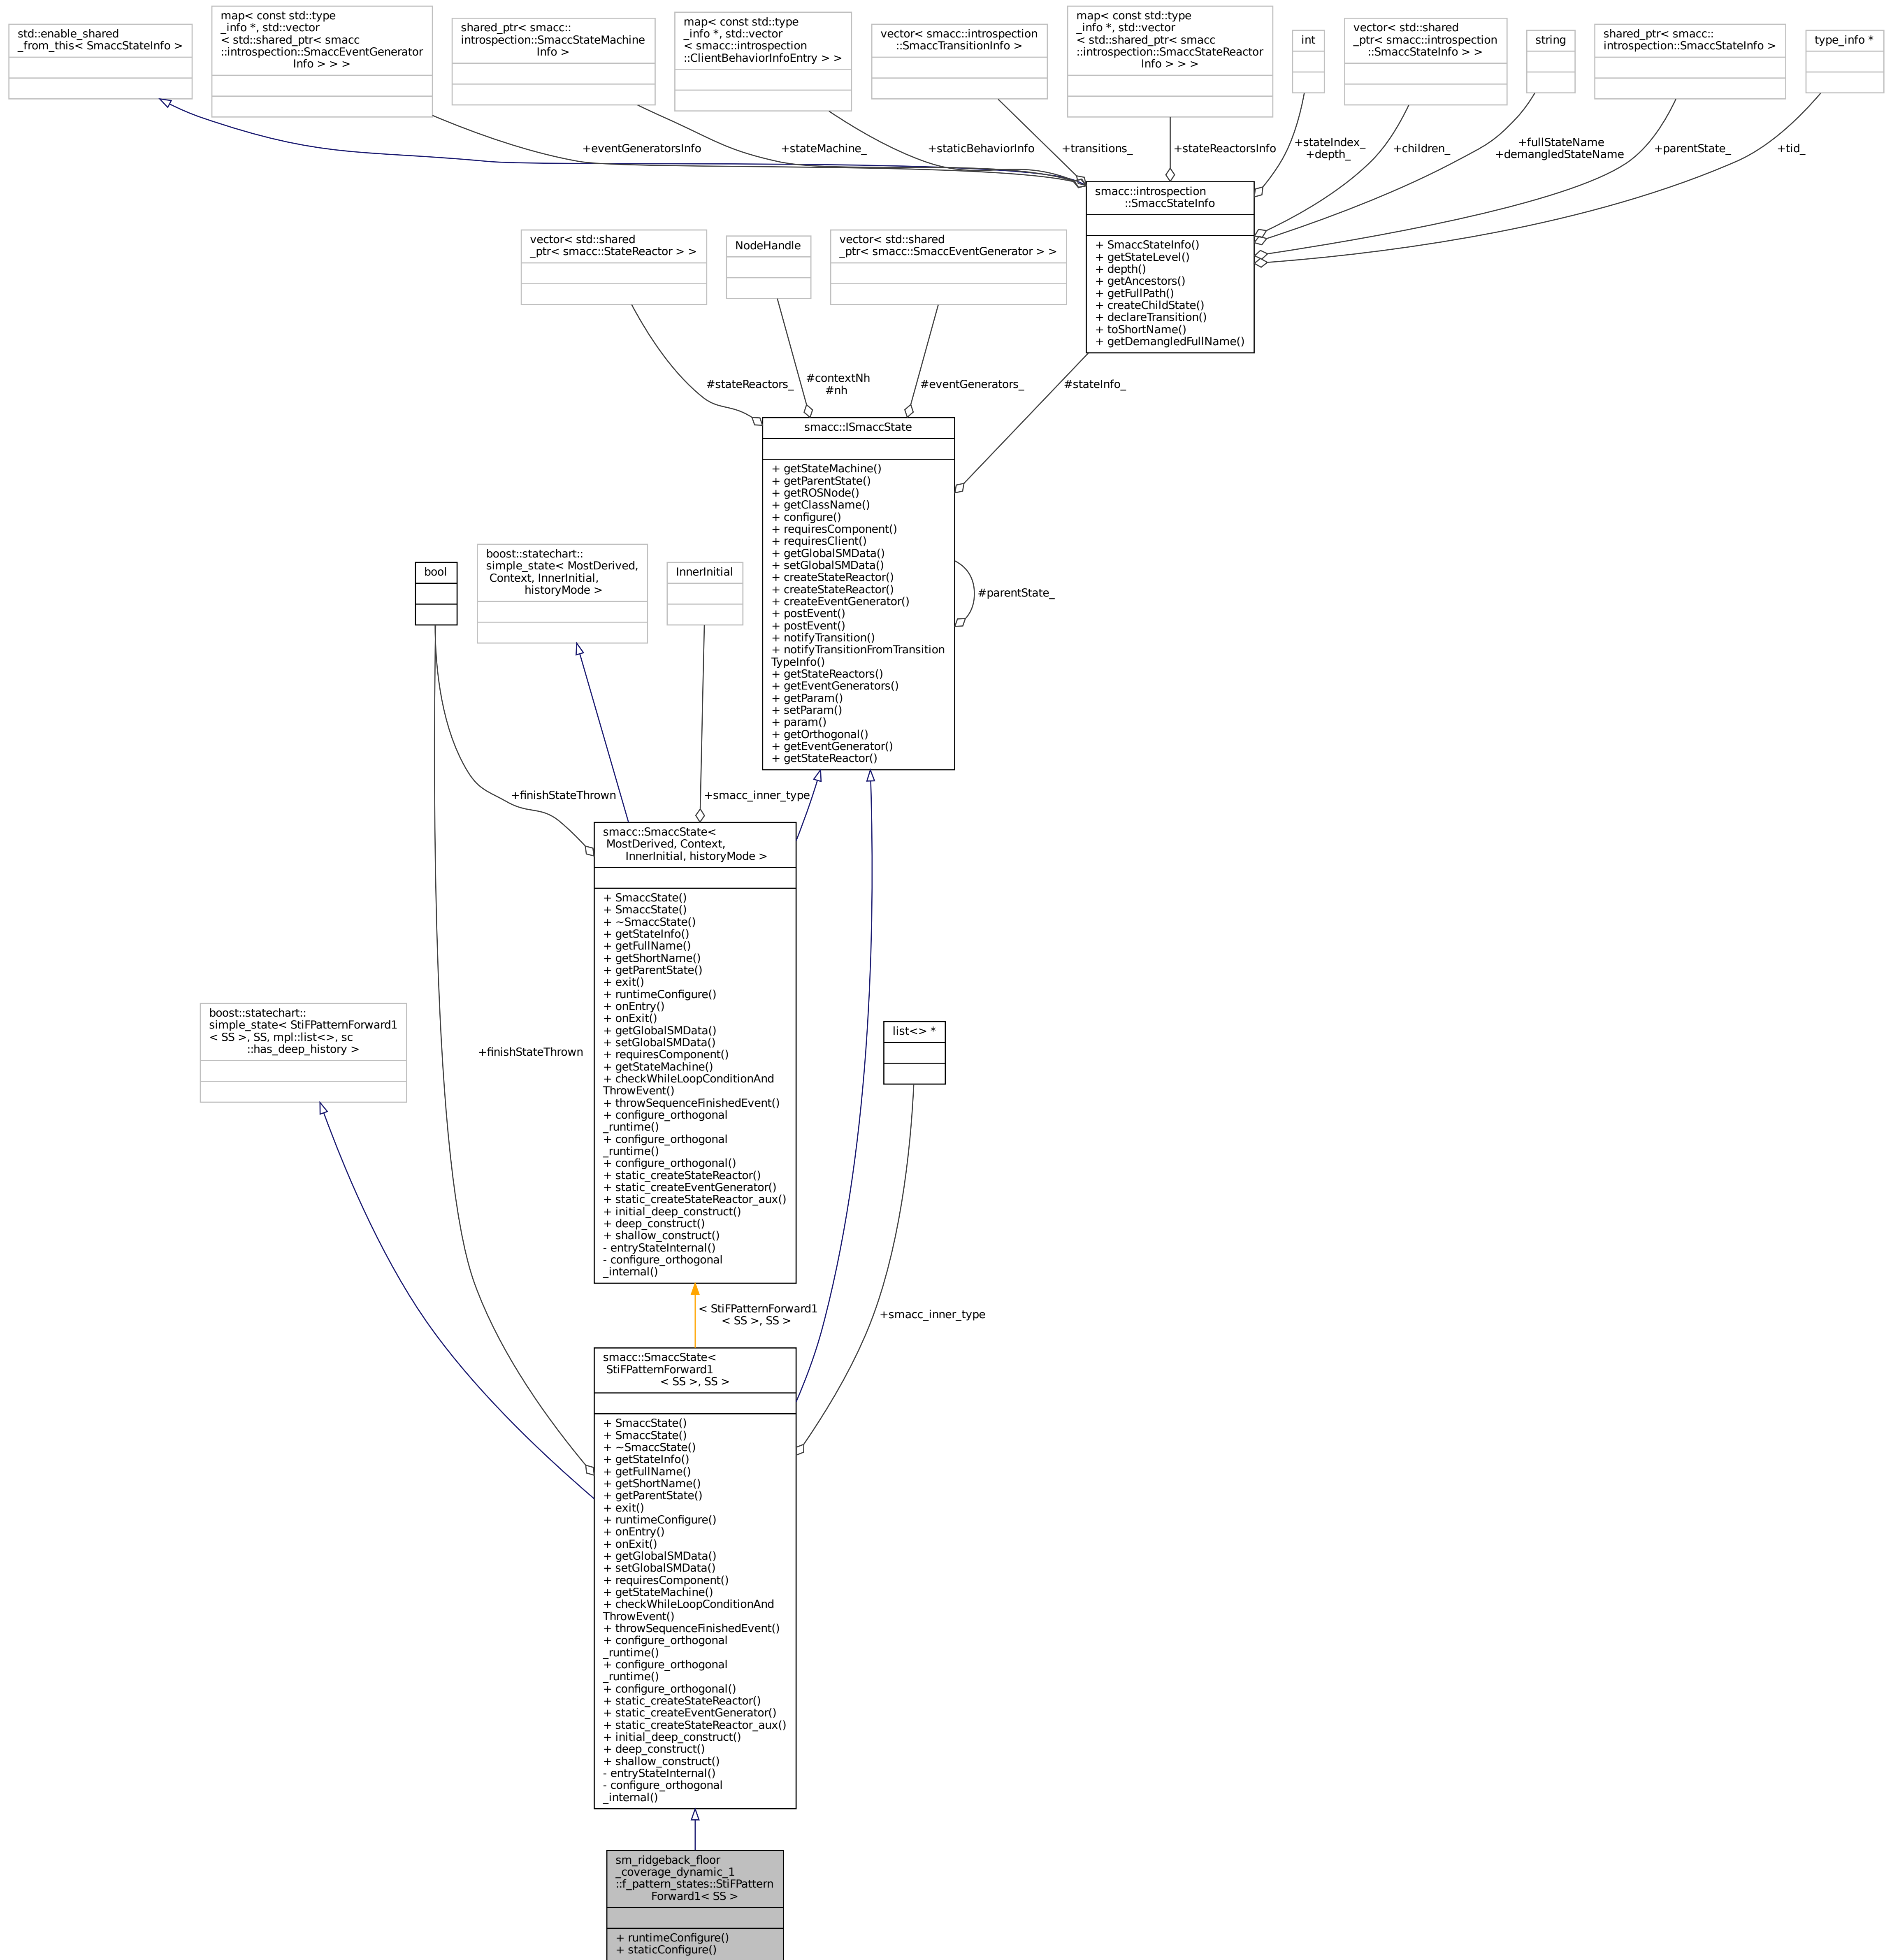 std::enable_shared
_from_this< SmaccStateInfo >
map< const std::type
_info *, std::vector
< std::shared_ptr< smacc
::introspection::SmaccEventGenerator
Info > > >
shared_ptr< smacc::
introspection::SmaccStateMachine
Info >
map< const std::type
_info *, std::vector
< smacc::introspection
::ClientBehaviorInfoEntry > >
vector< smacc::introspection
::SmaccTransitionInfo >
map< const std::type
_info *, std::vector
< std::shared_ptr< smacc
::introspection::SmaccStateReactor
Info > > >
int
vector< std::shared
_ptr< smacc::introspection
::SmaccStateInfo > >
string
shared_ptr< smacc::
introspection::SmaccStateInfo >
type_info *
+eventGeneratorsInfo
+stateMachine_
+staticBehaviorInfo
+transitions_
+stateReactorsInfo
+stateIndex_
+depth_
+children_
+fullStateName
+demangledStateName
+parentState_
+tid_
smacc::introspection
::SmaccStateInfo
+ SmaccStateInfo()
+ getStateLevel()
+ depth()
+ getAncestors()
+ getFullPath()
+ createChildState()
+ declareTransition()
+ toShortName()
+ getDemangledFullName()
vector< std::shared
_ptr< smacc::StateReactor > >
NodeHandle
vector< std::shared
_ptr< smacc::SmaccEventGenerator > >
#stateReactors_
#contextNh
#nh
#eventGenerators_
#stateInfo_
smacc::ISmaccState
+ getStateMachine()
+ getParentState()
+ getROSNode()
+ getClassName()
+ configure()
+ requiresComponent()
+ requiresClient()
+ getGlobalSMData()
+ setGlobalSMData()
+ createStateReactor()
+ createStateReactor()
+ createEventGenerator()
+ postEvent()
+ postEvent()
+ notifyTransition()
+ notifyTransitionFromTransition
TypeInfo()
+ getStateReactors()
+ getEventGenerators()
+ getParam()
+ setParam()
+ param()
+ getOrthogonal()
+ getEventGenerator()
+ getStateReactor()
#parentState_
bool
boost::statechart::
simple_state< MostDerived,
Context, InnerInitial,
historyMode >
InnerInitial
+finishStateThrown
+smacc_inner_type
smacc::SmaccState<
MostDerived, Context,
InnerInitial, historyMode >
+ SmaccState()
+ SmaccState()
+ ~SmaccState()
+ getStateInfo()
+ getFullName()
+ getShortName()
+ getParentState()
+ exit()
+ runtimeConfigure()
+ onEntry()
+ onExit()
+ getGlobalSMData()
+ setGlobalSMData()
+ requiresComponent()
+ getStateMachine()
+ checkWhileLoopConditionAnd
ThrowEvent()
+ throwSequenceFinishedEvent()
+ configure_orthogonal
_runtime()
+ configure_orthogonal
_runtime()
+ configure_orthogonal()
+ static_createStateReactor()
+ static_createEventGenerator()
+ static_createStateReactor_aux()
+ initial_deep_construct()
+ deep_construct()
+ shallow_construct()
- entryStateInternal()
- configure_orthogonal
_internal()
boost::statechart::
simple_state< StiFPatternForward1
< SS >, SS, mpl::list<>, sc
::has_deep_history >
+finishStateThrown
list<> *
< StiFPatternForward1
< SS >, SS >
+smacc_inner_type
smacc::SmaccState<
StiFPatternForward1
< SS >, SS >
+ SmaccState()
+ SmaccState()
+ ~SmaccState()
+ getStateInfo()
+ getFullName()
+ getShortName()
+ getParentState()
+ exit()
+ runtimeConfigure()
+ onEntry()
+ onExit()
+ getGlobalSMData()
+ setGlobalSMData()
+ requiresComponent()
+ getStateMachine()
+ checkWhileLoopConditionAnd
ThrowEvent()
+ throwSequenceFinishedEvent()
+ configure_orthogonal
_runtime()
+ configure_orthogonal
_runtime()
+ configure_orthogonal()
+ static_createStateReactor()
+ static_createEventGenerator()
+ static_createStateReactor_aux()
+ initial_deep_construct()
+ deep_construct()
+ shallow_construct()
- entryStateInternal()
- configure_orthogonal
_internal()
sm_ridgeback_floor
_coverage_dynamic_1
::f_pattern_states::StiFPattern
Forward1< SS >
+ runtimeConfigure()
+ staticConfigure()